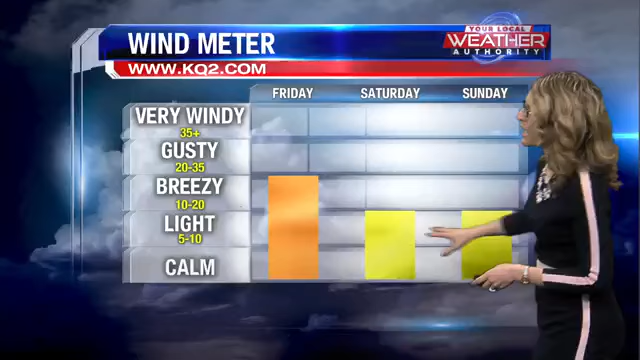 WIND METER
YOUR LOCAL
WEATHER
AUTHORITY
WWW.KQ2.COM
FRIDAY SATURDAY SUNDAY
VERY WINDY
35+
GUSTY
20-35
BREEZY
10-20
LIGHT
5-10
CALM